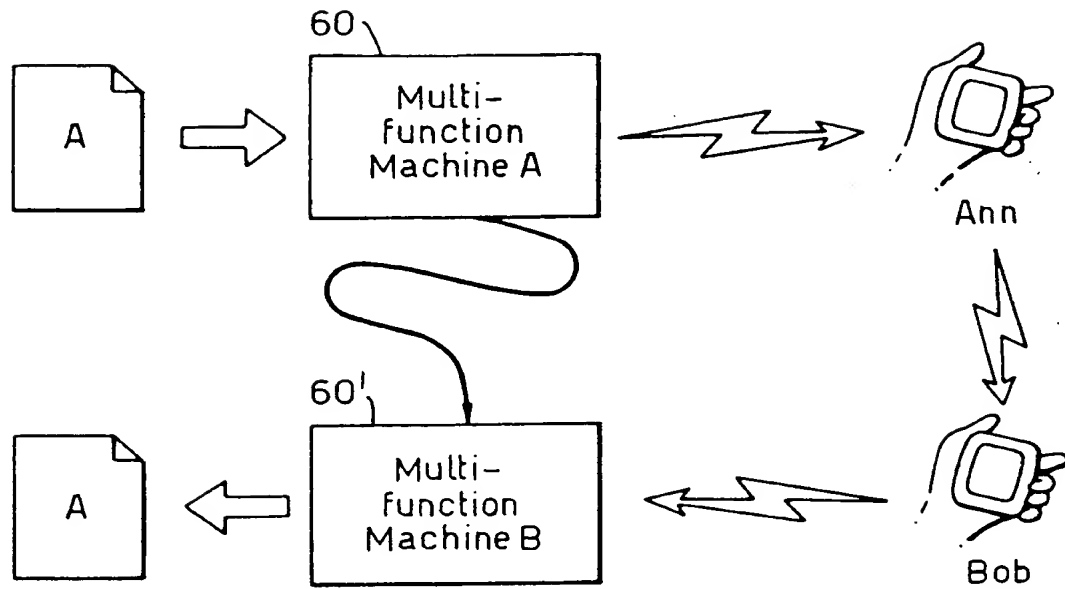 60
A
Multi-
function
Machine A
Ann
60'
A
Multi-
function
Machine B
Bob